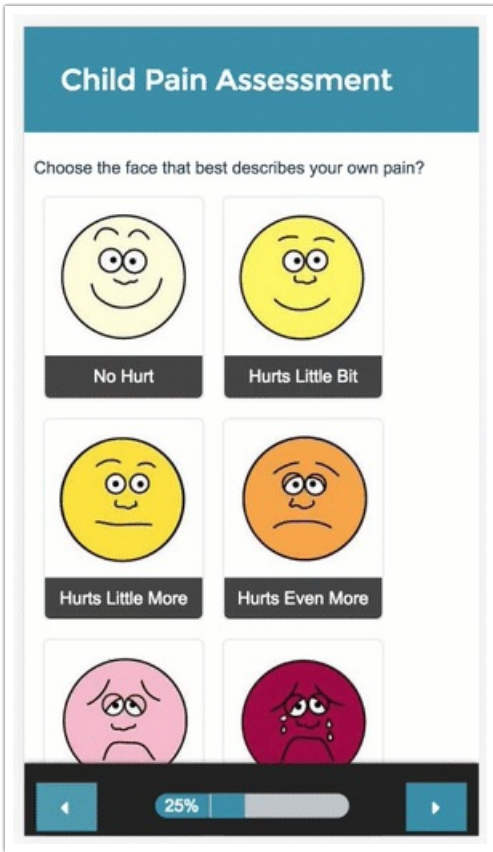 Child Pain Assessment
Choose the face that best describes your own pain?
No Hurt
Hurts Little Bit
Hurts Little More
Hurts Even More
25%